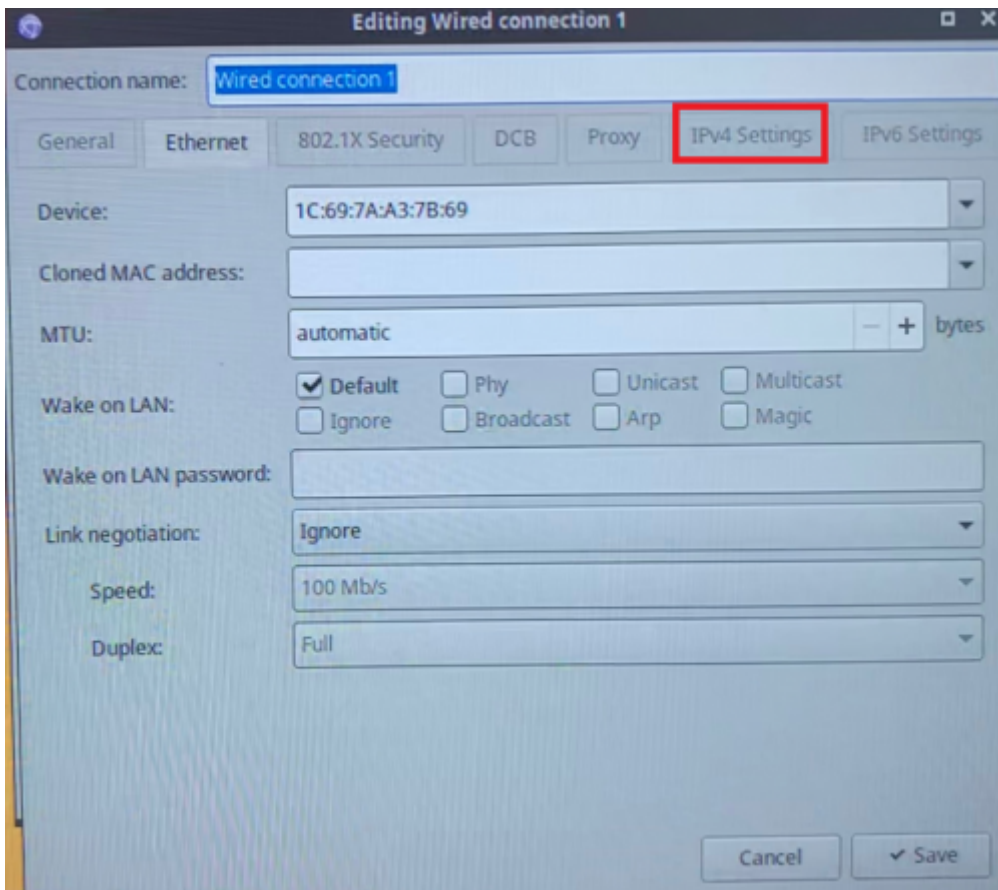 Editing Wired connection 1
Connection name: Wired connection 1
General Ethernet 802.1X Security DCB Proxy IPv4 Settings IPv6 Settings
Device: 1C:69:7A:A3:7B:69
Cloned MAC address:
MTU: automatic bytes
Wake on LAN: Default Phy Unicast Multicast
Ignore Broadcast Arp Magic
Wake on LAN password:
Link negotiation: Ignore
Speed: 100 Mb/s
Duplex: Full
Cancel Save